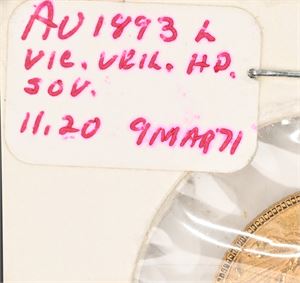 AU 1893 L
VIC. VEIL. HD.
SOV.
11.20 9MAR71